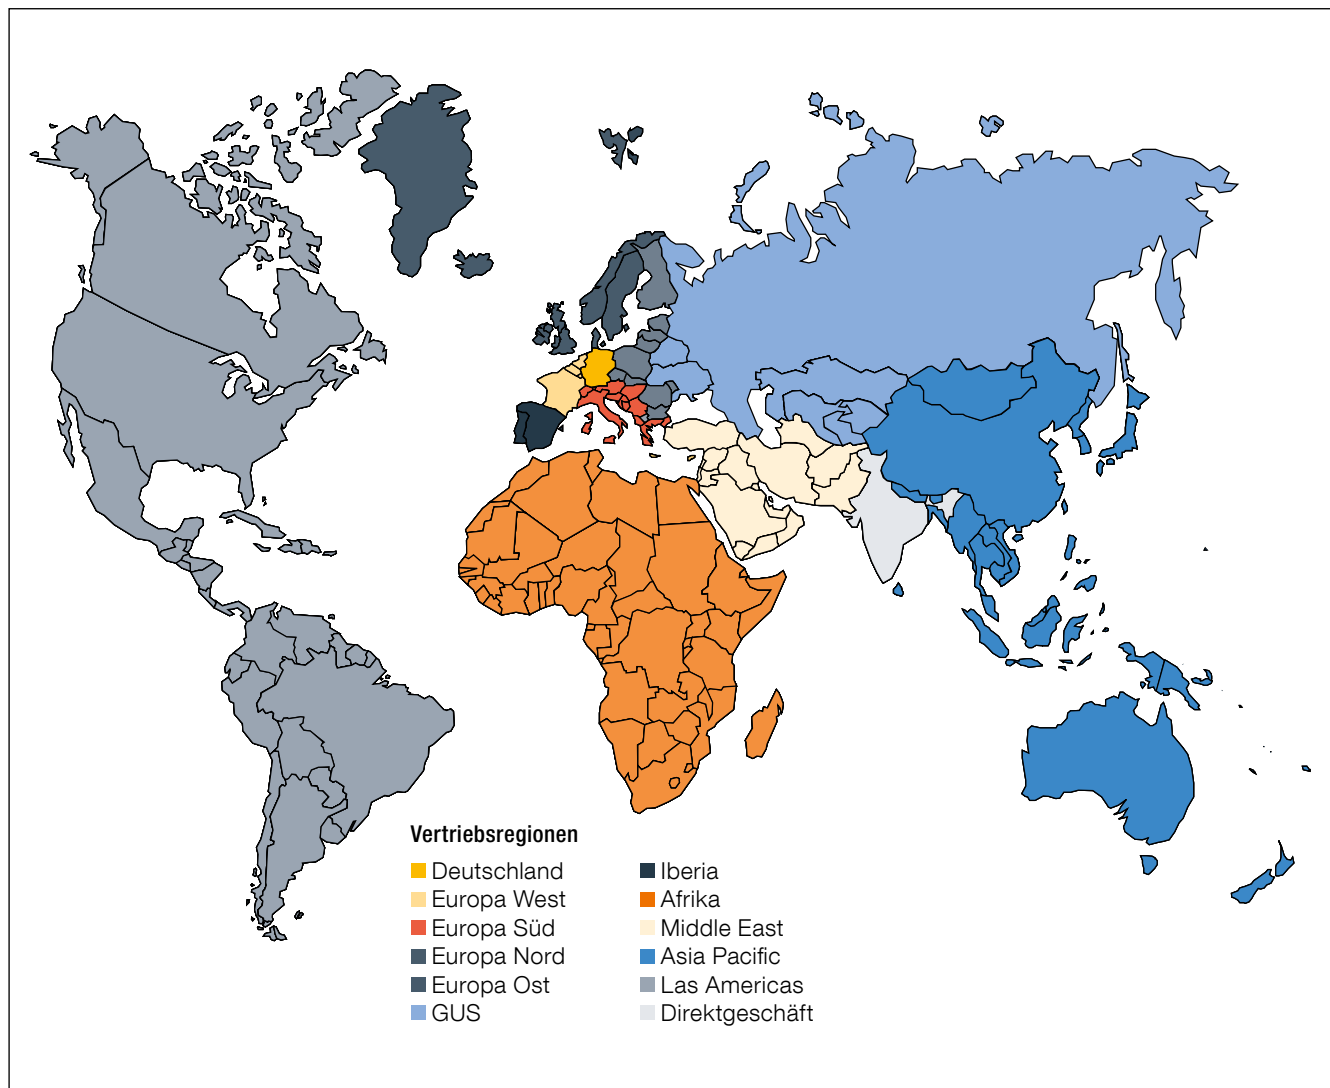 Vertriebsregionen
Deutschland
Europa West
Europa Süd
Europa Nord
Europa Ost
GUS
Iberia
Afrika
Middle East
Asia Pacific
Las Americas
Direktgeschäft